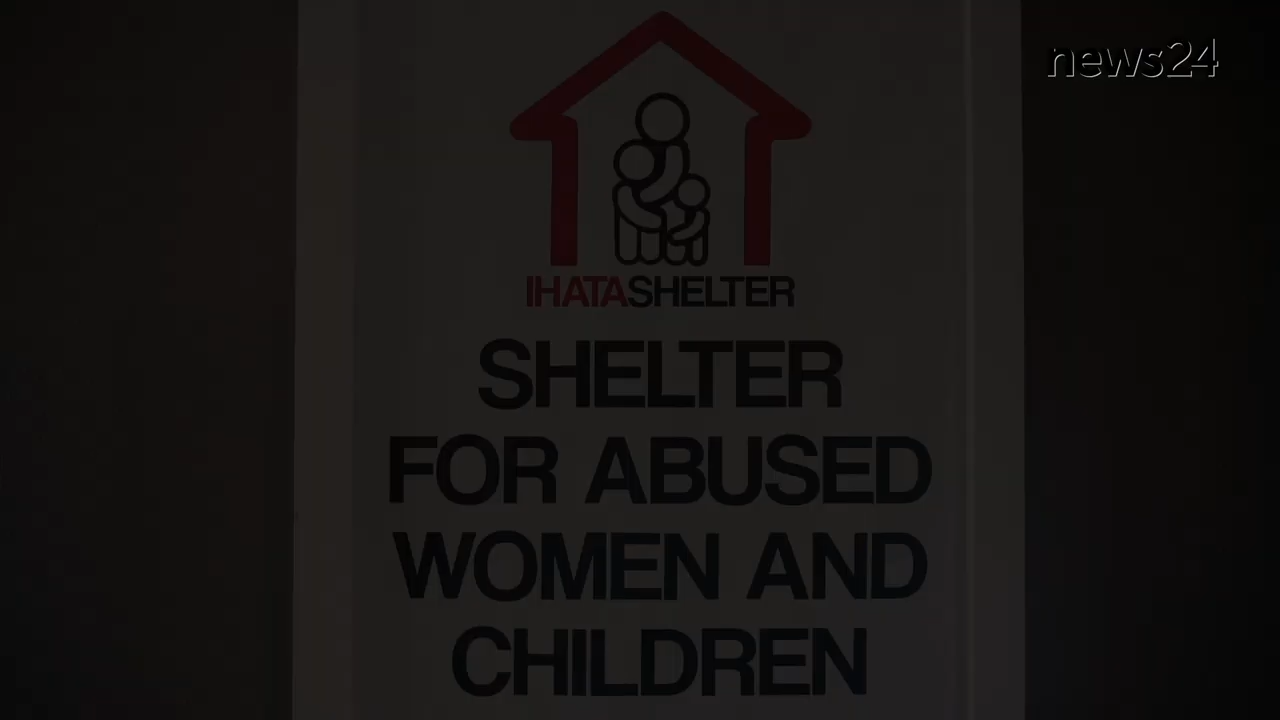 news24
IHATASHELTER
SHELTER
FOR ABUSED
WOMEN AND
CHILDREN